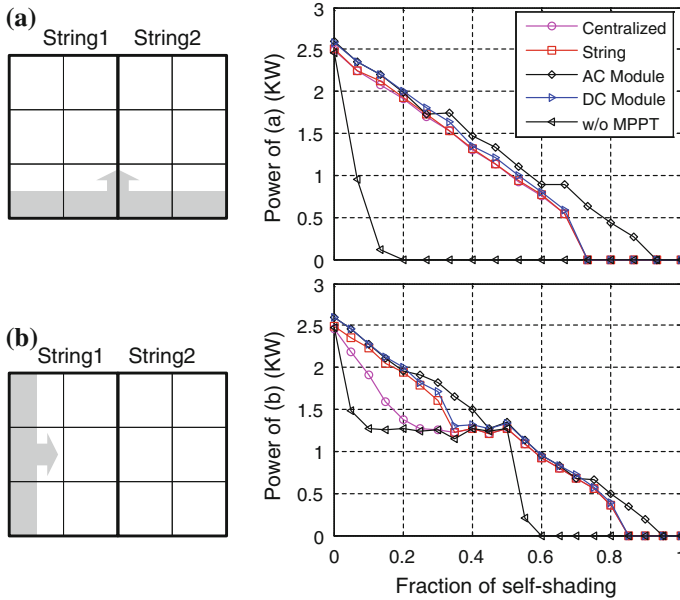 (a)
String1 String2
Power of (a) (KW)
3
2.5
2
1.5
1
0.5
0
Centralized
String
AC Module
DC Module
w/o MPPT
(b)
String1 String2
Power of (b) (KW)
2.5
2
1.5
1
0.5
0
0 0.2 0.4 0.6 0.8 1
Fraction of self-shading